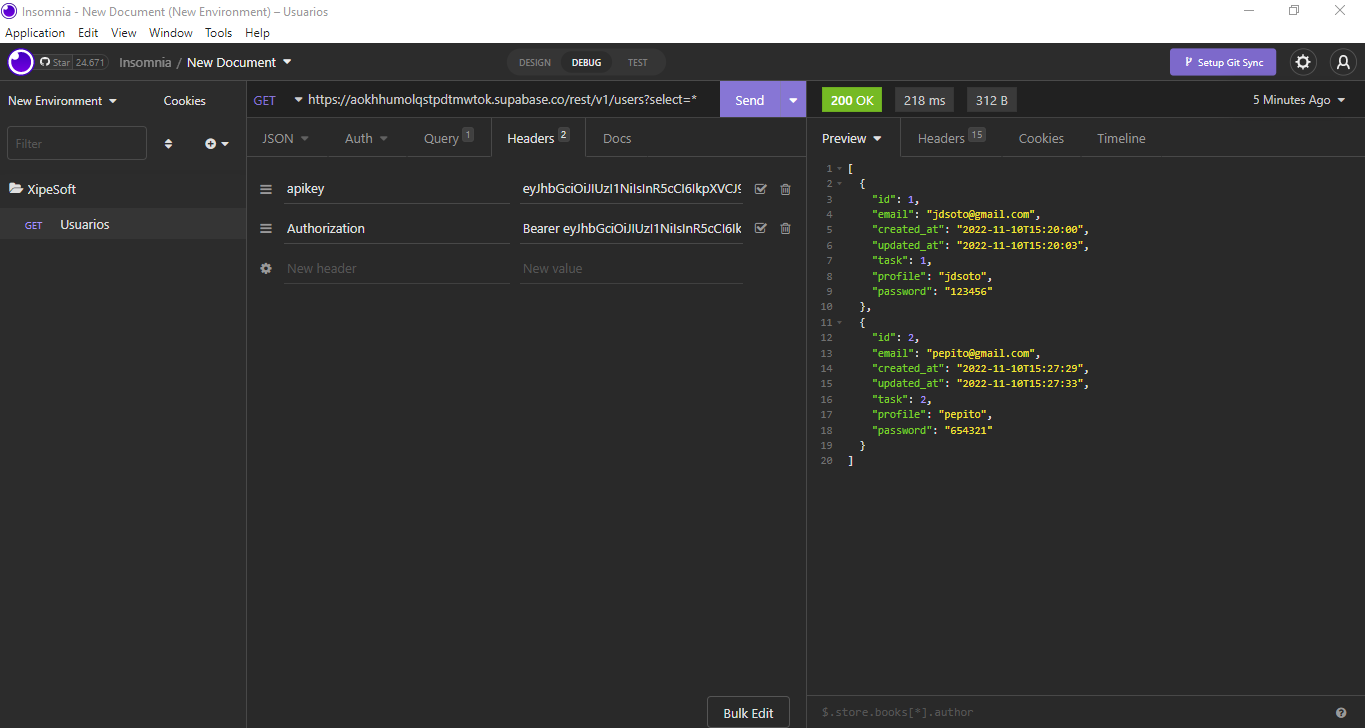 Insomnia - New Document (New Environment) – Usuarios
Application Edit View Window Tools Help
Star 24.671 Insomnia / New Document DESIGN DEBUG TEST Setup Git Sync
New Environment Cookies
GET https://aokhhumolqstpdtmwtok.supabase.co/rest/v1/users?select=* Send
200 OK 218 ms 312 B 5 Minutes Ago
Filter
JSON Auth Query 1 Headers 2 Docs
Preview Headers 15 Cookies Timeline
XipeSoft
GET Usuarios
apikey eyJhbGciOiJIUzI1NiIsInR5cCI6IkpXVCJ9
Authorization Bearer eyJhbGciOiJIUzI1NiIsInR5cCI6Ik
New header New value
Bulk Edit
1 [
2 {
3 "id": 1,
4 "email": "jdsoto@gmail.com",
5 "created_at": "2022-11-10T15:20:00",
6 "updated_at": "2022-11-10T15:20:03",
7 "task": 1,
8 "profile": "jdsoto",
9 "password": "123456"
10 },
11 {
12 "id": 2,
13 "email": "pepito@gmail.com",
14 "created_at": "2022-11-10T15:27:29",
15 "updated_at": "2022-11-10T15:27:33",
16 "task": 2,
17 "profile": "pepito",
18 "password": "654321"
19 }
20 ]
$.store.books[*].author